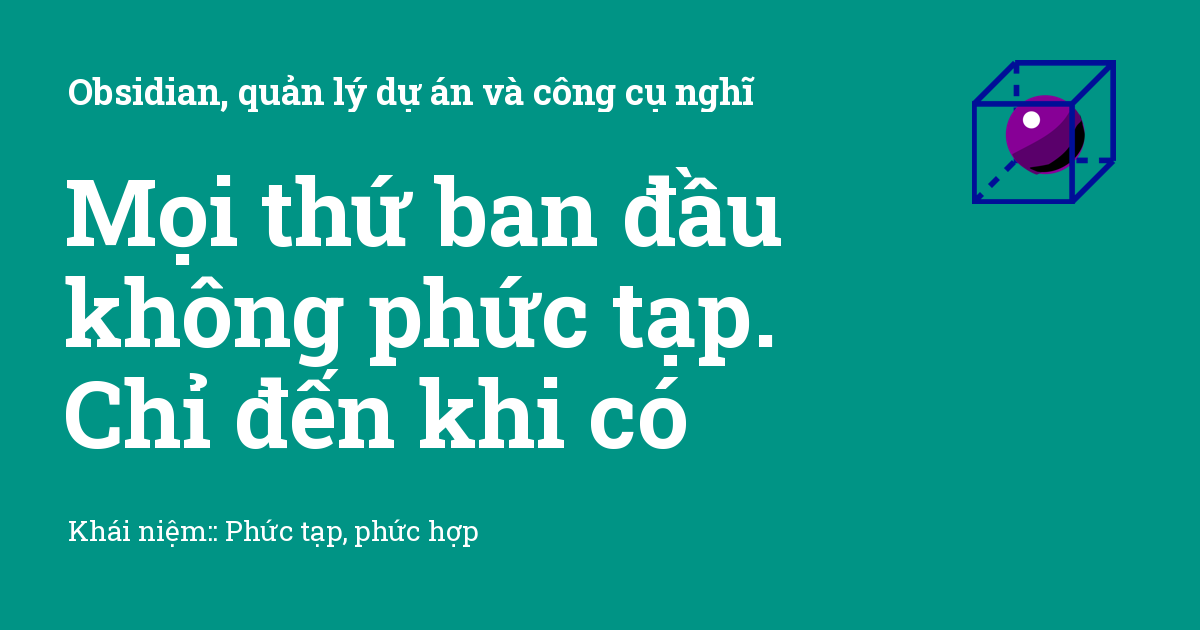 Obsidian, quản lý dự án và công cụ nghĩ
Mọi thứ ban đầu
không phức tạp.
Chỉ đến khi có
Khái niệm:: Phức tạp, phức hợp